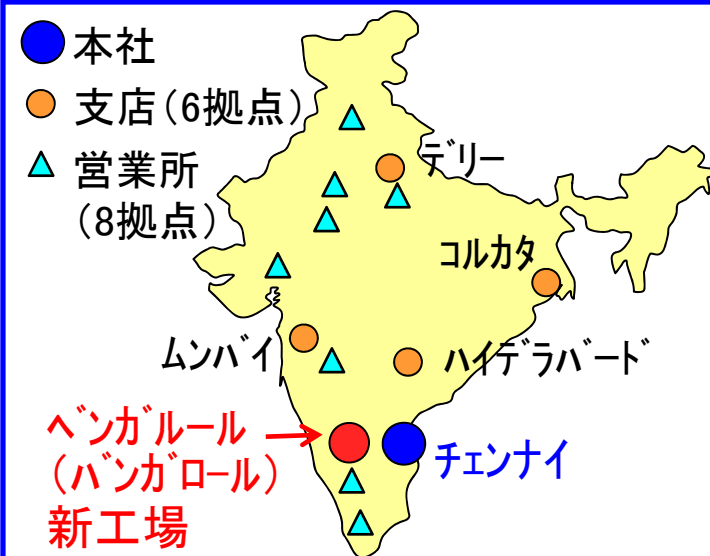 本社
支店(6拠点)
営業所
(8拠点)
デリー
コルカタ
ムンバイ
ハイデラバード
ベンガルール
(バンガロール)
新工場
チェンナイ